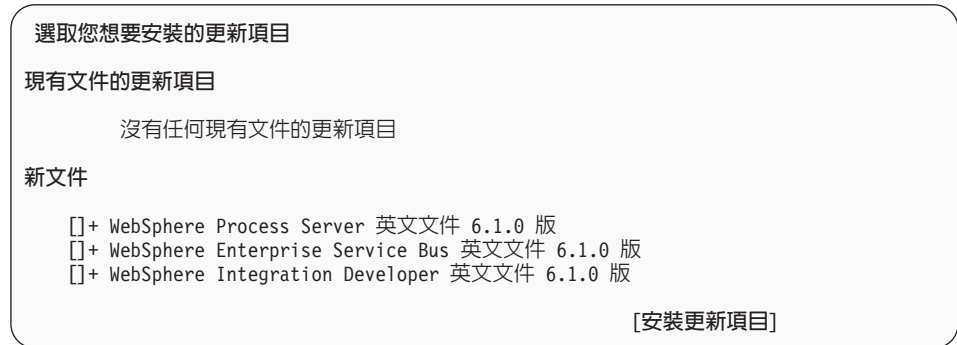 選取您想要安裝的更新項目
現有文件的更新項目
沒有任何現有文件的更新項目
新文件
[]+ WebSphere Process Server 英文文件 6.1.0 版
[]+ WebSphere Enterprise Service Bus 英文文件 6.1.0 版
[]+ WebSphere Integration Developer 英文文件 6.1.0 版
[安裝更新項目]